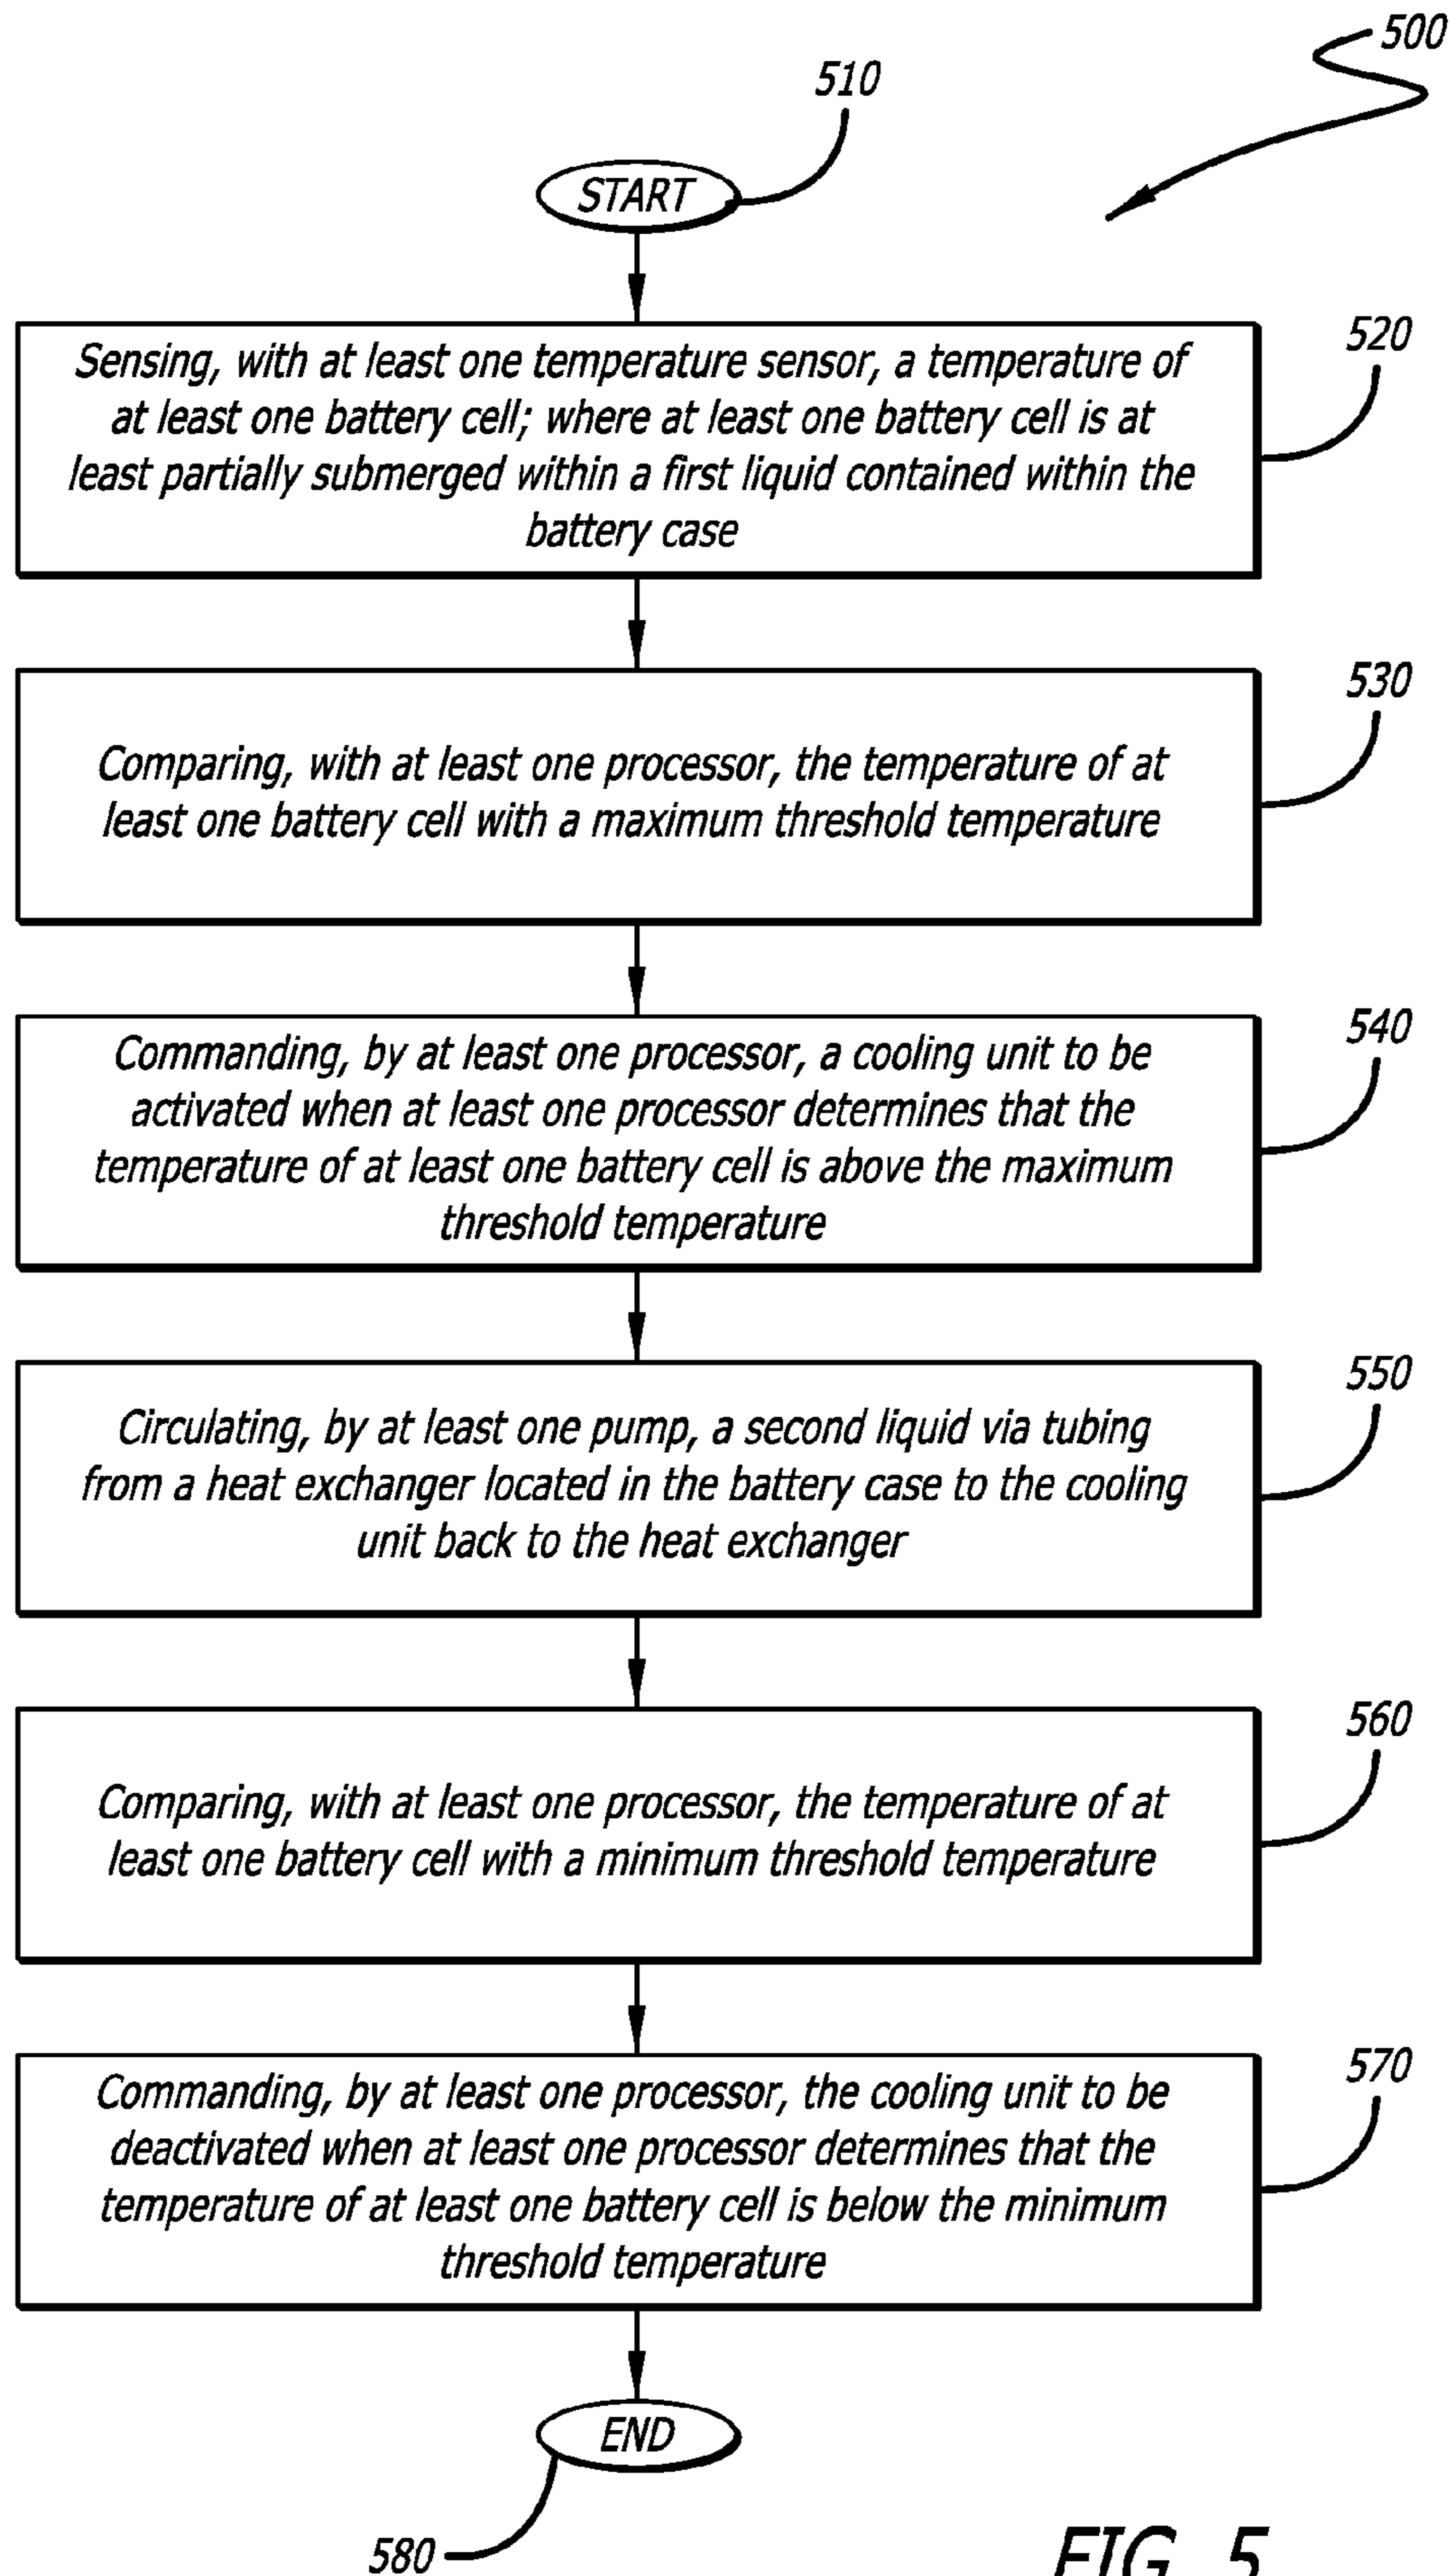 500
510
START
520
Sensing, with at least one temperature sensor, a temperature of
at least one battery cell; where at least one battery cell is at
least partially submerged within a first liquid contained within the
battery case
530
Comparing, with at least one processor, the temperature of at
least one battery cell with a maximum threshold temperature
540
Commanding, by at least one processor, a cooling unit to be
activated when at least one processor determines that the
temperature of at least one battery cell is above the maximum
threshold temperature
550
Circulating, by at least one pump, a second liquid via tubing
from a heat exchanger located in the battery case to the cooling
unit back to the heat exchanger
560
Comparing, with at least one processor, the temperature of at
least one battery cell with a minimum threshold temperature
570
Commanding, by at least one processor, the cooling unit to be
deactivated when at least one processor determines that the
temperature of at least one battery cell is below the minimum
threshold temperature
END
580
FIG. 5